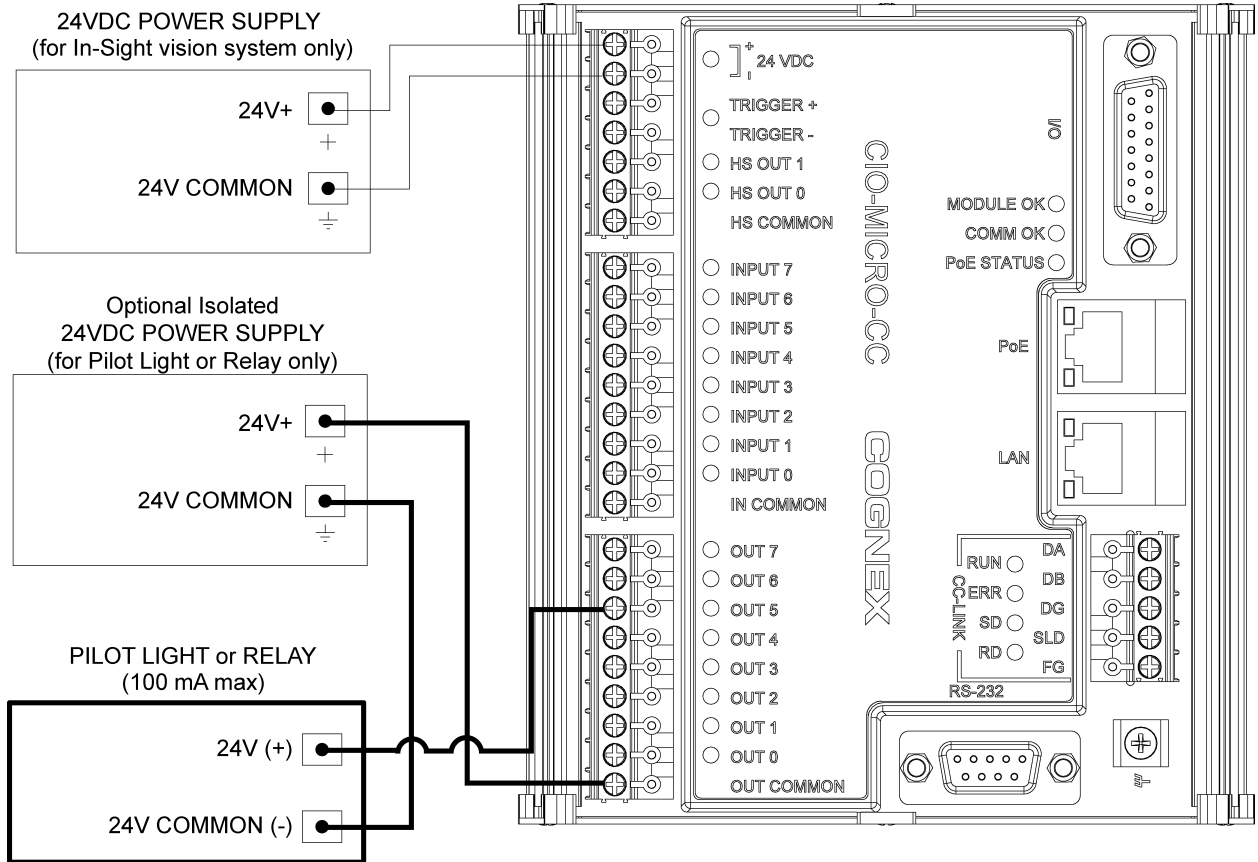 24VDC POWER SUPPLY
(for In-Sight vision system only)
24V+
+
24V COMMON
Optional Isolated
24VDC POWER SUPPLY
(for Pilot Light or Relay only)
24V+
+
24V COMMON
PILOT LIGHT or RELAY
(100 mA max)
24V (+)
24V COMMON (-)
+
-
24 VDC
TRIGGER +
TRIGGER -
HS OUT 1
HS OUT 0
HS COMMON
INPUT 7
INPUT 6
INPUT 5
INPUT 4
INPUT 3
INPUT 2
INPUT 1
INPUT 0
IN COMMON
OUT 7
OUT 6
OUT 5
OUT 4
OUT 3
OUT 2
OUT 1
OUT 0
OUT COMMON
CIO-MICRO-CC
COGNEX
I/O
MODULE OK
COMM OK
PoE STATUS
PoE
LAN
CC-LINK
RUN
ERR
SD
RD
DA
DB
DG
SLD
FG
RS-232